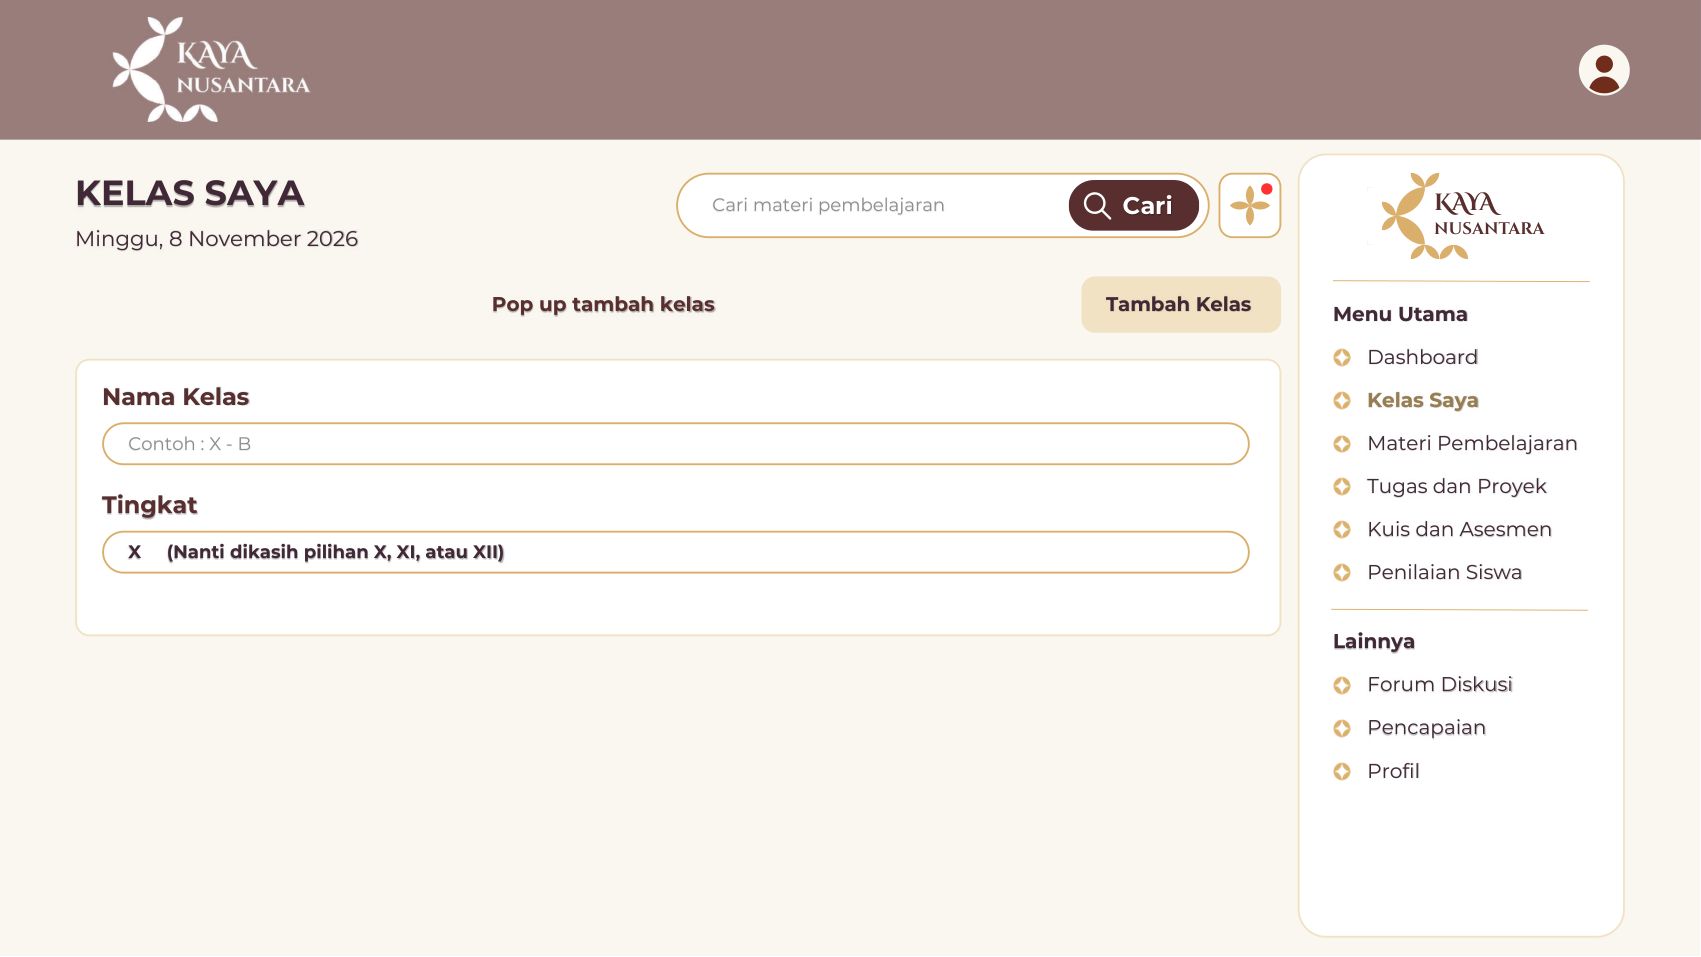 KAYA
NUSANTARA
KELAS SAYA
Minggu, 8 November 2026
Cari materi pembelajaran
Cari
Pop up tambah kelas
Tambah Kelas
Nama Kelas
Contoh : X - B
Tingkat
X (Nanti dikasih pilihan X, XI, atau XII)
KAYA
NUSANTARA
Menu Utama
Dashboard
Kelas Saya
Materi Pembelajaran
Tugas dan Proyek
Kuis dan Asesmen
Penilaian Siswa
Lainnya
Forum Diskusi
Pencapaian
Profil